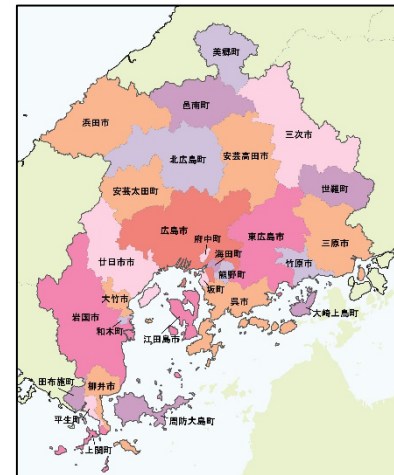 美郷町
邑南町
浜田市
三次市
北広島町
安芸高田市
世羅町
安芸太田町
広島市
府中町
東広島市
三原市
海田町
廿日市市
熊野町
竹原市
大竹市
坂町
呉市
岩国市
和木町
江田島市
大崎上島町
田布施町
柳井市
平生町
周防大島町
上関町